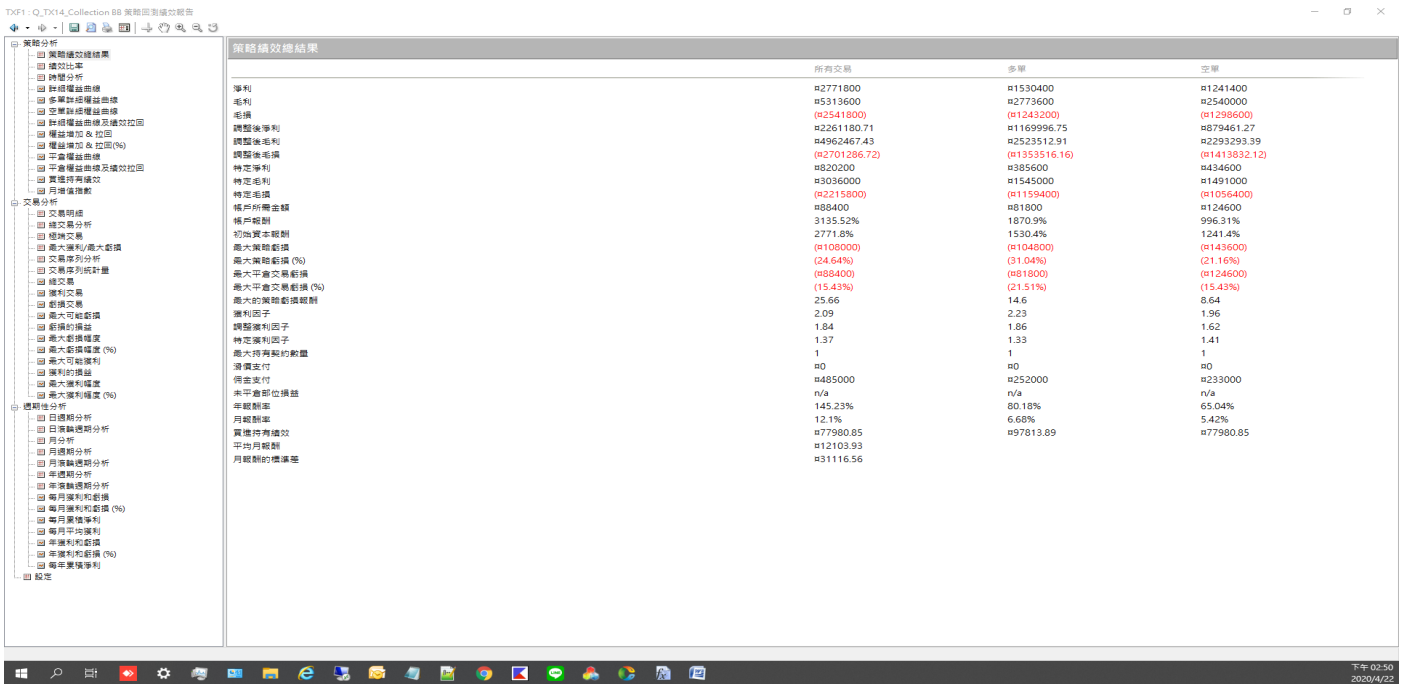 TXF1 : Q_TX14_Collection BB 策略回測績效報告
策略分析
策略績效總結果
績效比率
時間分析
詳細權益曲線
多單詳細權益曲線
空單詳細權益曲線
詳細權益曲線及績效拉回
權益增加 & 拉回
權益增加 & 拉回(%)
平倉權益曲線
平倉權益曲線及績效拉回
買進持有績效
月增值指數
交易分析
交易明細
總交易分析
極端交易
最大獲利/最大虧損
交易序列分析
交易序列統計量
總交易
獲利交易
虧損交易
最大可能虧損
虧損的損益
最大虧損幅度
最大虧損幅度 (%)
最大可能獲利
獲利的損益
最大獲利幅度
最大獲利幅度 (%)
週期性分析
日週期分析
日滾輪週期分析
月分析
月週期分析
月滾輪週期分析
年週期分析
年滾輪週期分析
每月獲利和虧損
每月獲利和虧損 (%)
每月累積淨利
每月平均獲利
年獲利和虧損
年獲利和虧損 (%)
每年累積淨利
設定
策略績效總結果
所有交易 多單 空單
淨利 ¤2771800 ¤1530400 ¤1241400
毛利 ¤5313600 ¤2773600 ¤2540000
毛損 (¤2541800) (¤1243200) (¤1298600)
調整後淨利 ¤2261180.71 ¤1169996.75 ¤879461.27
調整後毛利 ¤4962467.43 ¤2523512.91 ¤2293293.39
調整後毛損 (¤2701286.72) (¤1353516.16) (¤1413832.12)
特定淨利 ¤820200 ¤385600 ¤434600
特定毛利 ¤3036000 ¤1545000 ¤1491000
特定毛損 (¤2215800) (¤1159400) (¤1056400)
帳戶所需金額 ¤88400 ¤81800 ¤124600
帳戶報酬 3135.52% 1870.9% 996.31%
初始資本報酬 2771.8% 1530.4% 1241.4%
最大策略虧損 (¤108000) (¤104800) (¤143600)
最大策略虧損 (%) (24.64%) (31.04%) (21.16%)
最大平倉交易虧損 (¤88400) (¤81800) (¤124600)
最大平倉交易虧損 (%) (15.43%) (21.51%) (15.43%)
最大的策略虧損報酬 25.66 14.6 8.64
獲利因子 2.09 2.23 1.96
調整獲利因子 1.84 1.86 1.62
特定獲利因子 1.37 1.33 1.41
最大持有契約數量 1 1 1
滑價支付 ¤0 ¤0 ¤0
佣金支付 ¤485000 ¤252000 ¤233000
未平倉部位損益 n/a n/a n/a
年報酬率 145.23% 80.18% 65.04%
月報酬率 12.1% 6.68% 5.42%
買進持有績效 ¤77980.85 ¤97813.89 ¤77980.85
平均月報酬 ¤12103.93
月報酬的標準差 ¤31116.56
下午 02:50
2020/4/22